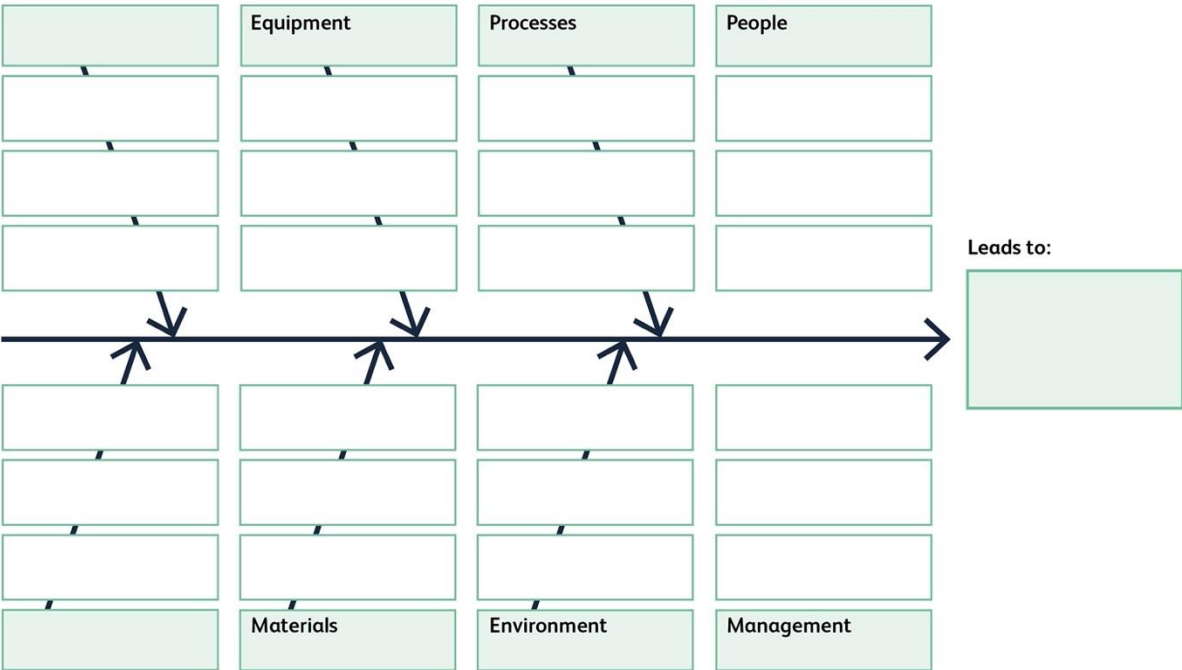 Equipment
Processes
People
Leads to:
Materials
Environment
Management